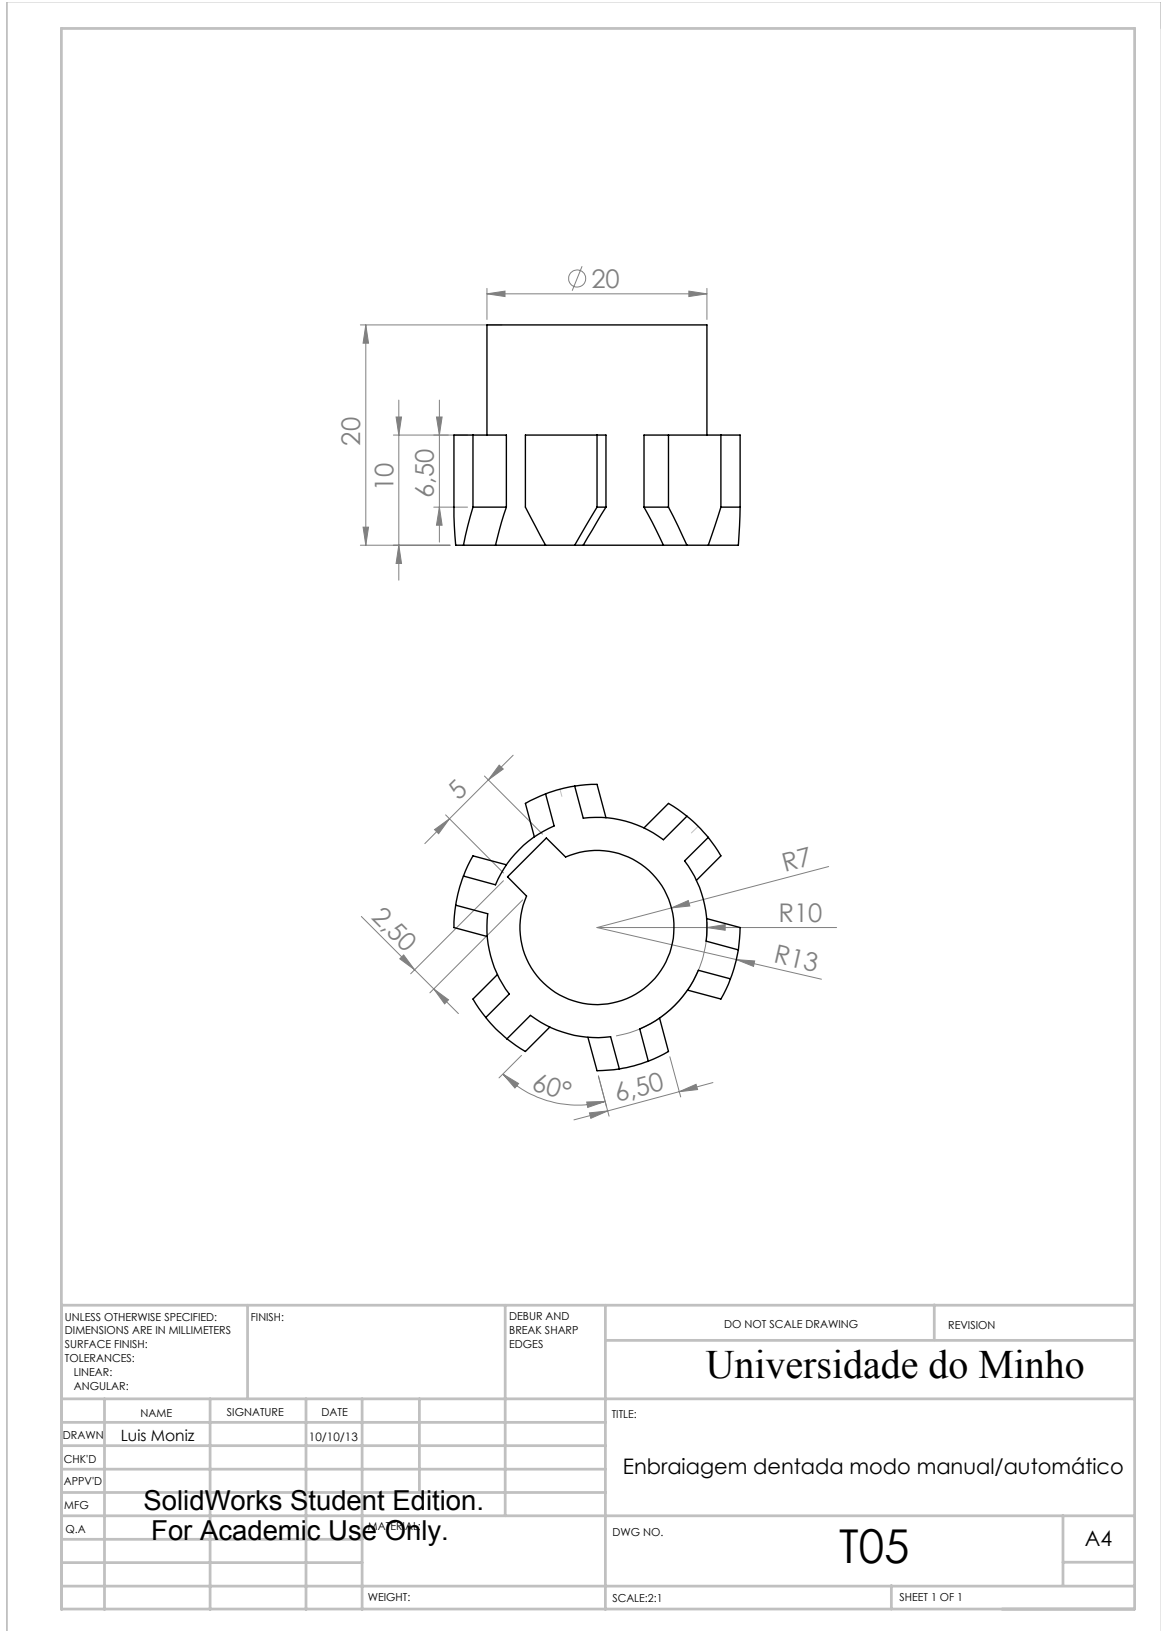 ⌀20
20
10
6,50
5
R7
R10
R13
2,50
60°
6,50
UNLESS OTHERWISE SPECIFIED:
DIMENSIONS ARE IN MILLIMETERS
SURFACE FINISH:
TOLERANCES:
LINEAR:
ANGULAR:
FINISH:
DEBUR AND
BREAK SHARP
EDGES
DO NOT SCALE DRAWING
REVISION
Universidade do Minho
NAME SIGNATURE DATE
DRAWN Luis Moniz 10/10/13
CHK'D
APPV'D
MFG
Q.A
SolidWorks Student Edition.
For Academic Use Only.
MATERIAL:
WEIGHT:
TITLE:
Enbraiagem dentada modo manual/automático
DWG NO.
T05
A4
SCALE:2:1
SHEET 1 OF 1